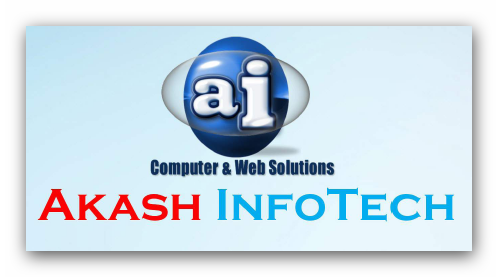 ai
Computer & Web Solutions
AKASH INFOTECH